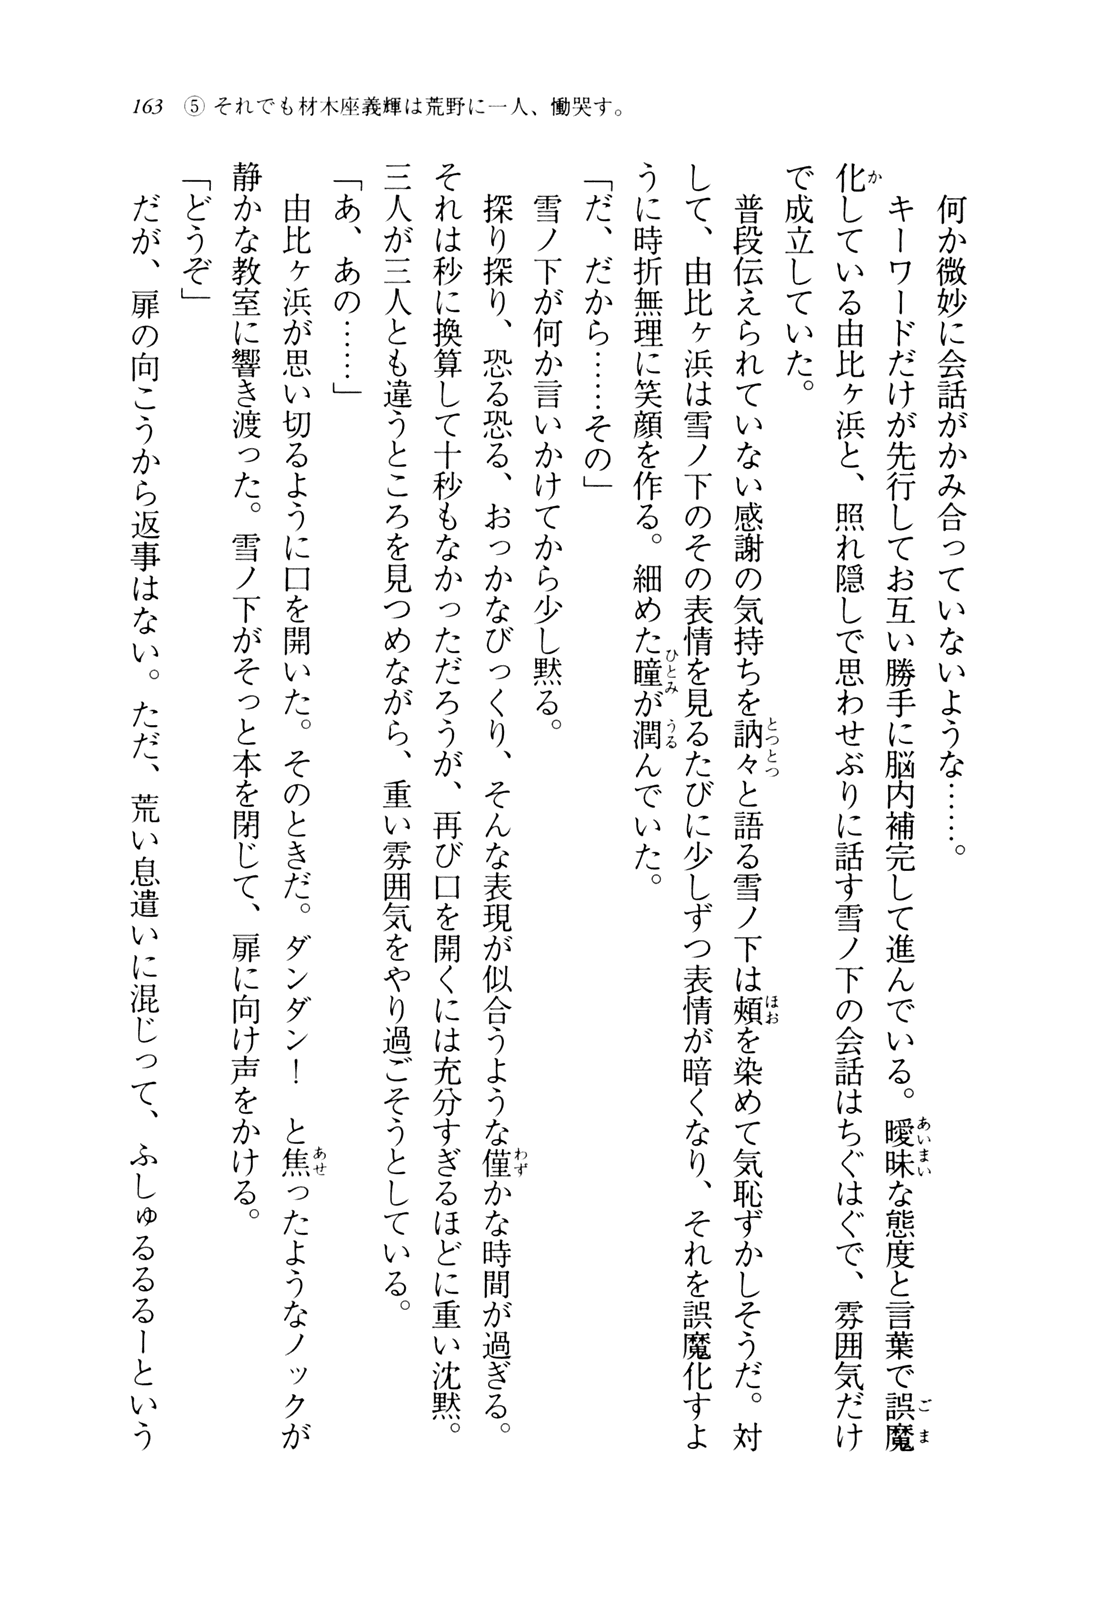 163 ⑤ それでも材木座義輝は荒野に一人、慟哭す。
何か微妙に会話がかみ合っていないような……。
キーワードだけが先行してお互い勝手に脳内補完して進んでいる。曖昧な態度と言葉で誤魔
化している由比ヶ浜と、照れ隠しで思わせぶりに話す雪ノ下の会話はちぐはぐで、雰囲気だけ
で成立していた。
普段伝えられていない感謝の気持ちを訥々と語る雪ノ下は頰を染めて気恥ずかしそうだ。対
して、由比ヶ浜は雪ノ下のその表情を見るたびに少しずつ表情が暗くなり、それを誤魔化すよ
うに時折無理に笑顔を作る。細めた瞳が潤んでいた。
「だ、だから……その」
雪ノ下が何か言いかけてから少し黙る。
探り探り、恐る恐る、おっかなびっくり、そんな表現が似合うような僅かな時間が過ぎる。
それは秒に換算して十秒もなかっただろうが、再び口を開くには充分すぎるほどに重い沈黙。
三人が三人とも違うところを見つめながら、重い雰囲気をやり過ごそうとしている。
「あ、あの……」
由比ヶ浜が思い切るように口を開いた。そのときだ。ダンダン！　と焦ったようなノックが
静かな教室に響き渡った。雪ノ下がそっと本を閉じて、扉に向け声をかける。
「どうぞ」
だが、扉の向こうから返事はない。ただ、荒い息遣いに混じって、ふしゅるるるーという